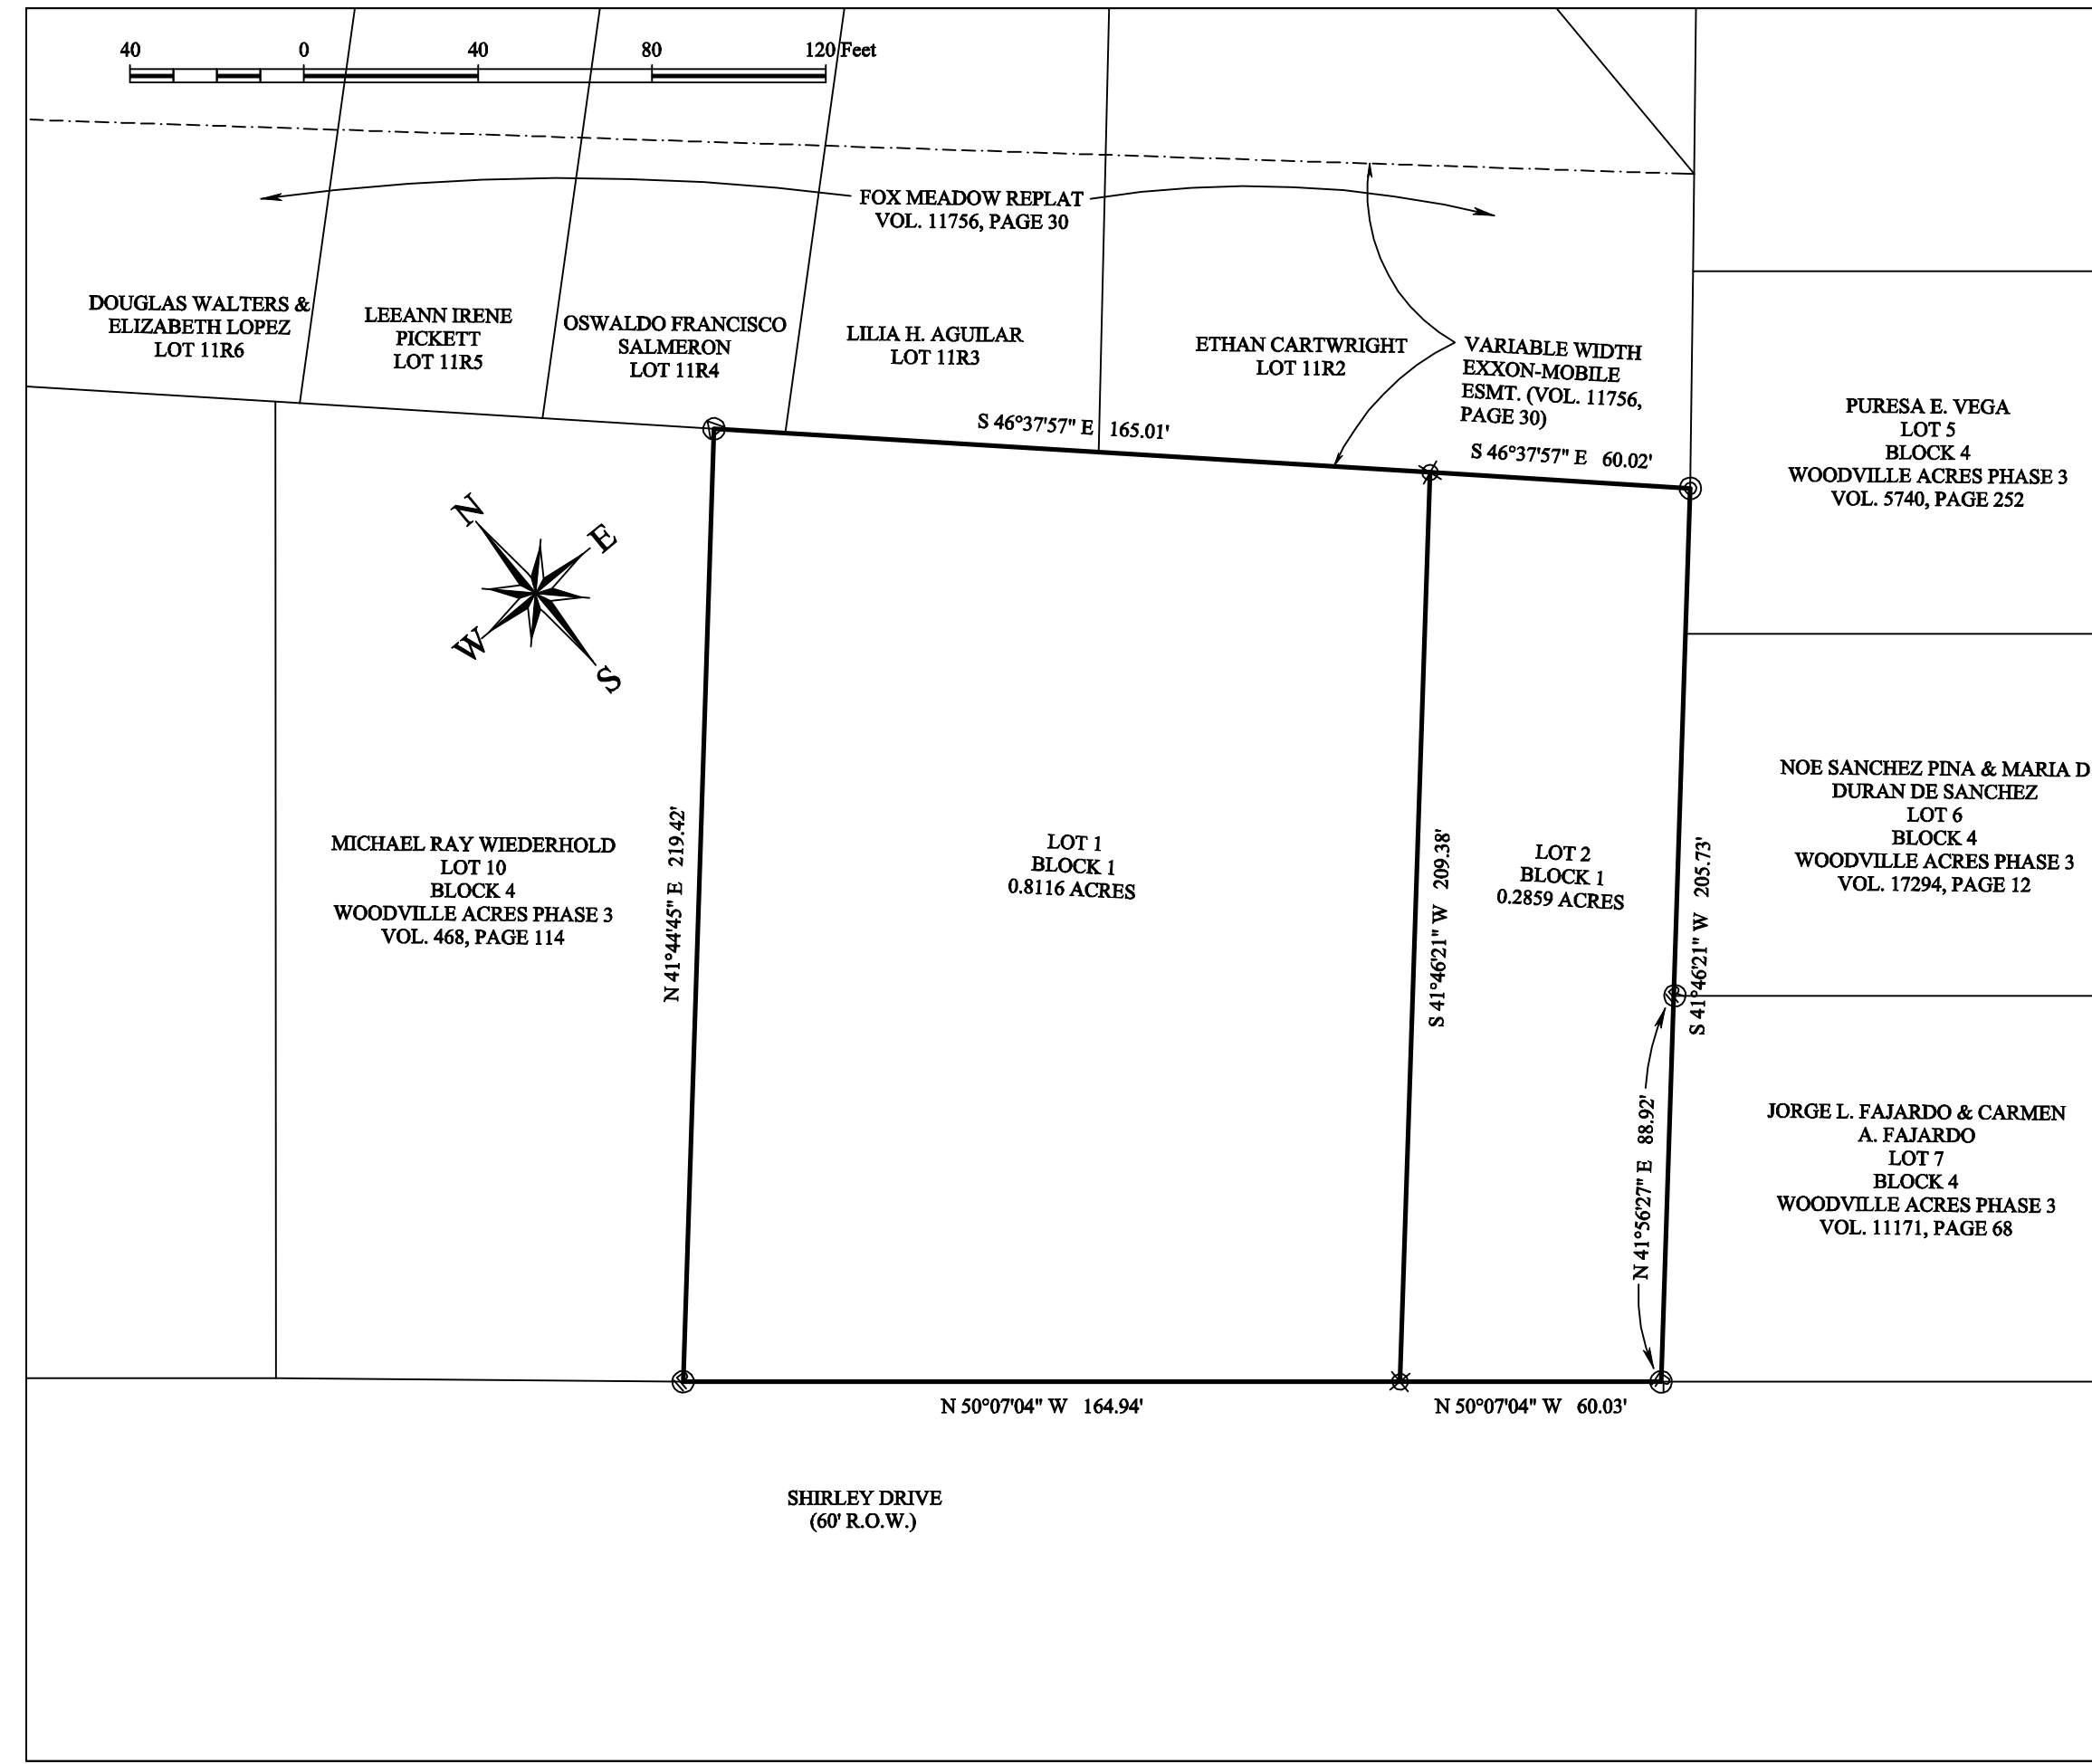 40 0 40 80 120 Feet
FOX MEADOW REPLAT
VOL. 11756, PAGE 30
DOUGLAS WALTERS &
ELIZABETH LOPEZ
LOT 11R6
LEEANN IRENE
PICKETT
LOT 11R5
OSWALDO FRANCISCO
SALMERON
LOT 11R4
LILIA H. AGUILAR
LOT 11R3
ETHAN CARTWRIGHT
LOT 11R2
VARIABLE WIDTH
EXXON-MOBILE
ESMT. (VOL. 11756,
PAGE 30)
PURESA E. VEGA
LOT 5
BLOCK 4
WOODVILLE ACRES PHASE 3
VOL. 5740, PAGE 252
S 46°37'57" E 165.01'
S 46°37'57" E 60.02'
N
E
W
S
MICHAEL RAY WIEDERHOLD
LOT 10
BLOCK 4
WOODVILLE ACRES PHASE 3
VOL. 468, PAGE 114
N 41°44'45" E 219.42'
LOT 1
BLOCK 1
0.8116 ACRES
S 41°46'21" W 209.38'
LOT 2
BLOCK 1
0.2859 ACRES
S 41°46'21" W 205.73'
NOE SANCHEZ PINA & MARIA D
DURAN DE SANCHEZ
LOT 6
BLOCK 4
WOODVILLE ACRES PHASE 3
VOL. 17294, PAGE 12
N 41°56'27" E 88.92'
JORGE L. FAJARDO & CARMEN
A. FAJARDO
LOT 7
BLOCK 4
WOODVILLE ACRES PHASE 3
VOL. 11171, PAGE 68
N 50°07'04" W 164.94'
N 50°07'04" W 60.03'
SHIRLEY DRIVE
(60' R.O.W.)